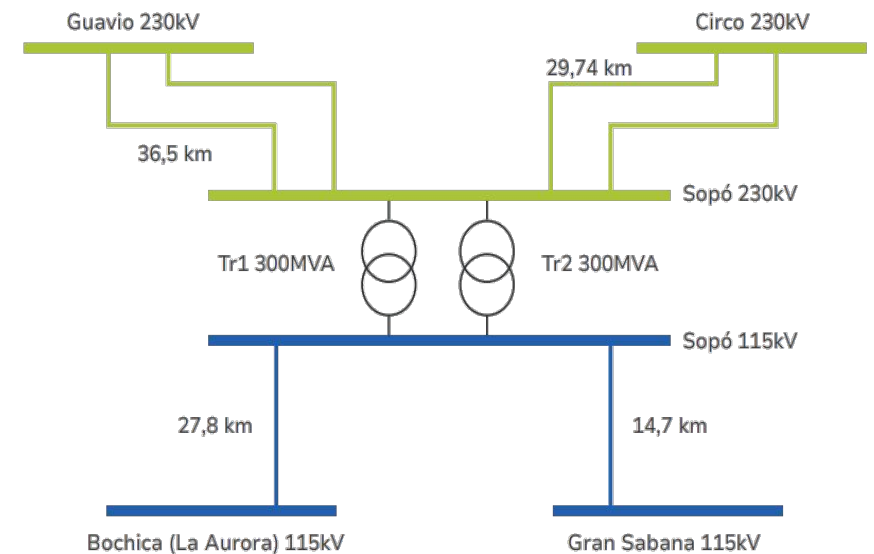 Guavio 230kV
Circo 230kV
29,74 km
36,5 km
Sopó 230kV
Tr1 300MVA
Tr2 300MVA
Sopó 115kV
27,8 km
14,7 km
Bochica (La Aurora) 115kV
Gran Sabana 115kV